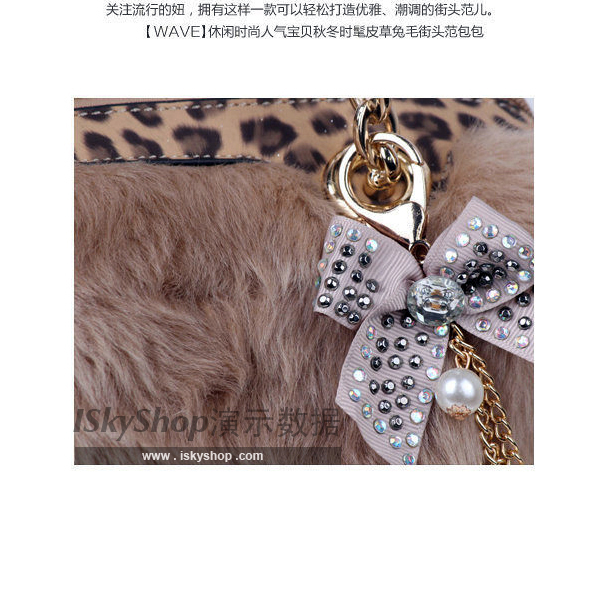 关注流行的妞，拥有这样一款可以轻松打造优雅、潮调的街头范儿。
【WAVE】休闲时尚人气宝贝秋冬时髦皮草兔毛街头范包包
ISkyShop演示数据
www.iskyshop.com